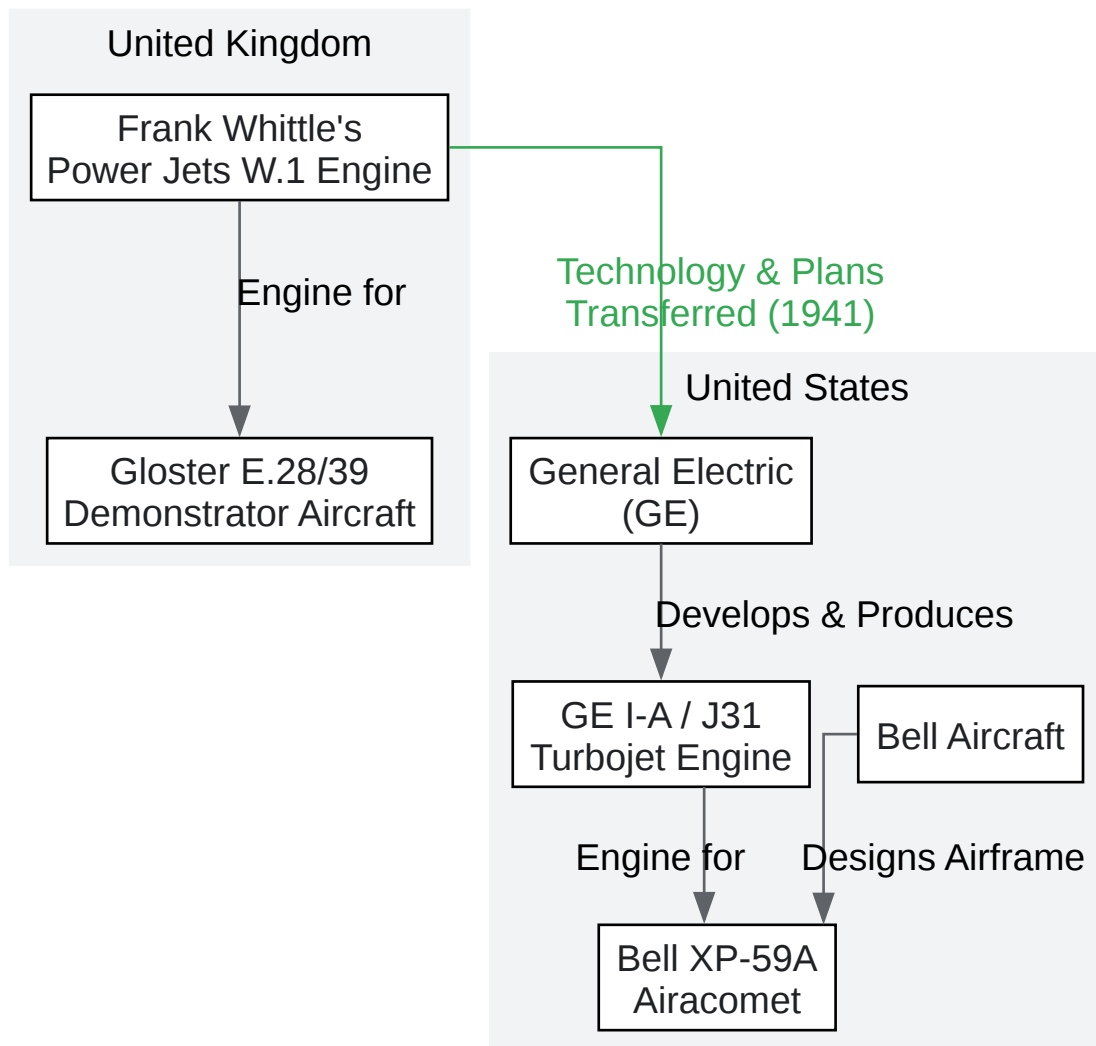 United Kingdom
Frank Whittle's
Power Jets W.1 Engine
Engine for
Technology & Plans
Transferred (1941)
Gloster E.28/39
Demonstrator Aircraft
United States
General Electric
(GE)
Develops & Produces
GE I-A / J31
Turbojet Engine
Bell Aircraft
Engine for
Designs Airframe
Bell XP-59A
Airacomet